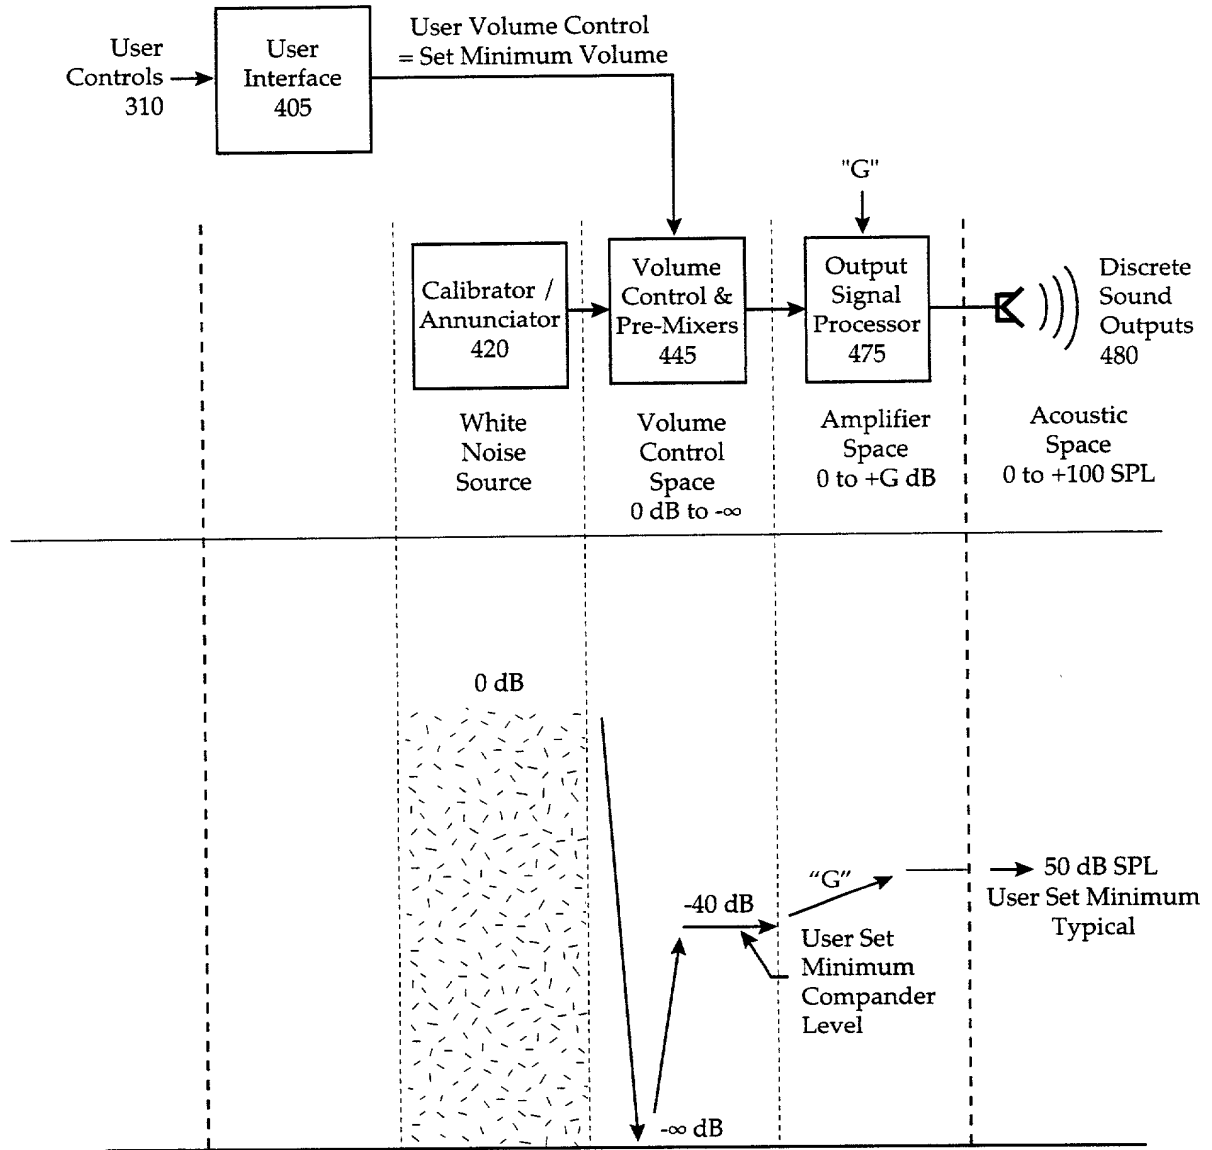 User Controls 310
User Interface 405
User Volume Control
= Set Minimum Volume
"G"
Calibrator /
Annunciator
420
Volume
Control &
Pre-Mixers
445
Output
Signal
Processor
475
Discrete
Sound
Outputs
480
White
Noise
Source
Volume
Control
Space
0 dB to -∞
Amplifier
Space
0 to +G dB
Acoustic
Space
0 to +100 SPL
0 dB
-∞ dB
-40 dB
User Set
Minimum
Compander
Level
“G”
50 dB SPL
User Set Minimum
Typical